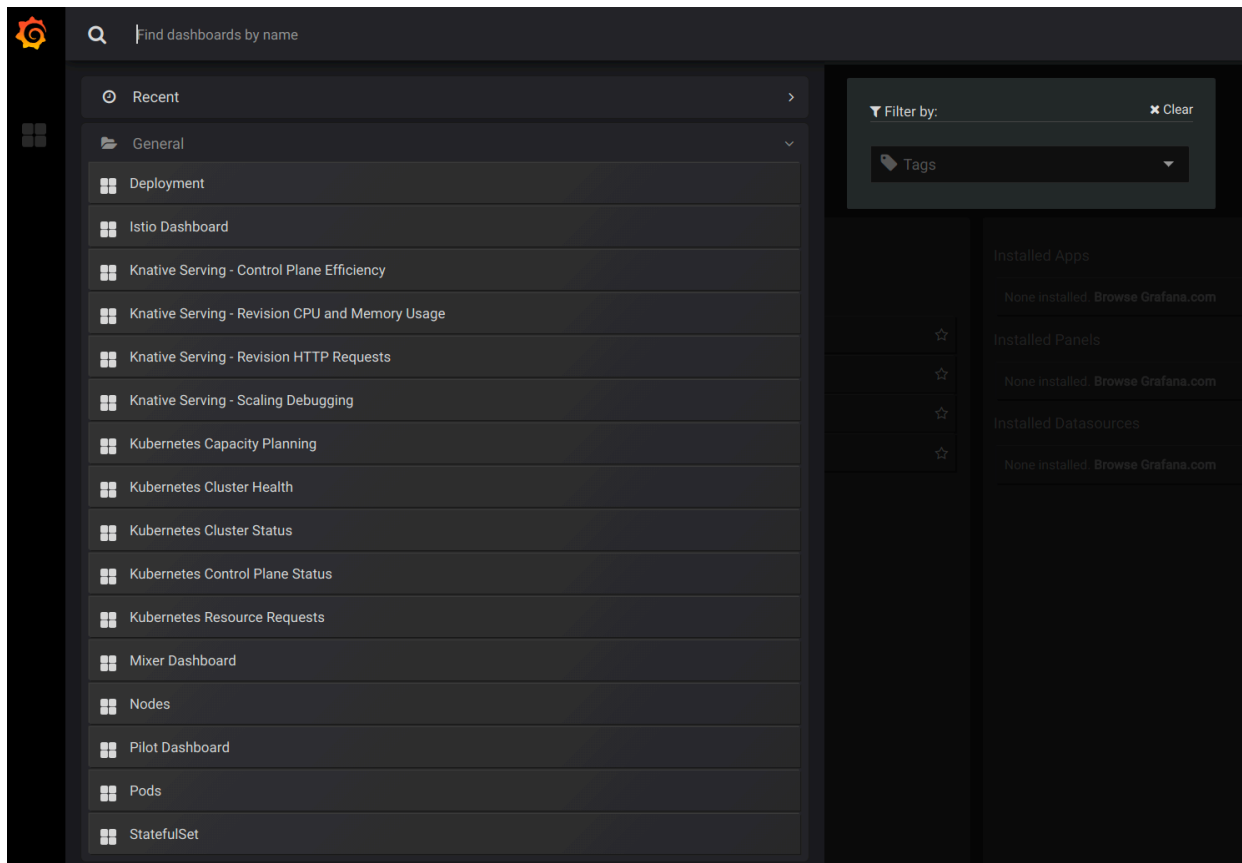 Find dashboards by name
Recent
General
Deployment
Istio Dashboard
Knative Serving - Control Plane Efficiency
Knative Serving - Revision CPU and Memory Usage
Knative Serving - Revision HTTP Requests
Knative Serving - Scaling Debugging
Kubernetes Capacity Planning
Kubernetes Cluster Health
Kubernetes Cluster Status
Kubernetes Control Plane Status
Kubernetes Resource Requests
Mixer Dashboard
Nodes
Pilot Dashboard
Pods
StatefulSet
Filter by:
Clear
Tags
Installed Apps
None installed. Browse Grafana.com
Installed Panels
None installed. Browse Grafana.com
Installed Datasources
None installed. Browse Grafana.com